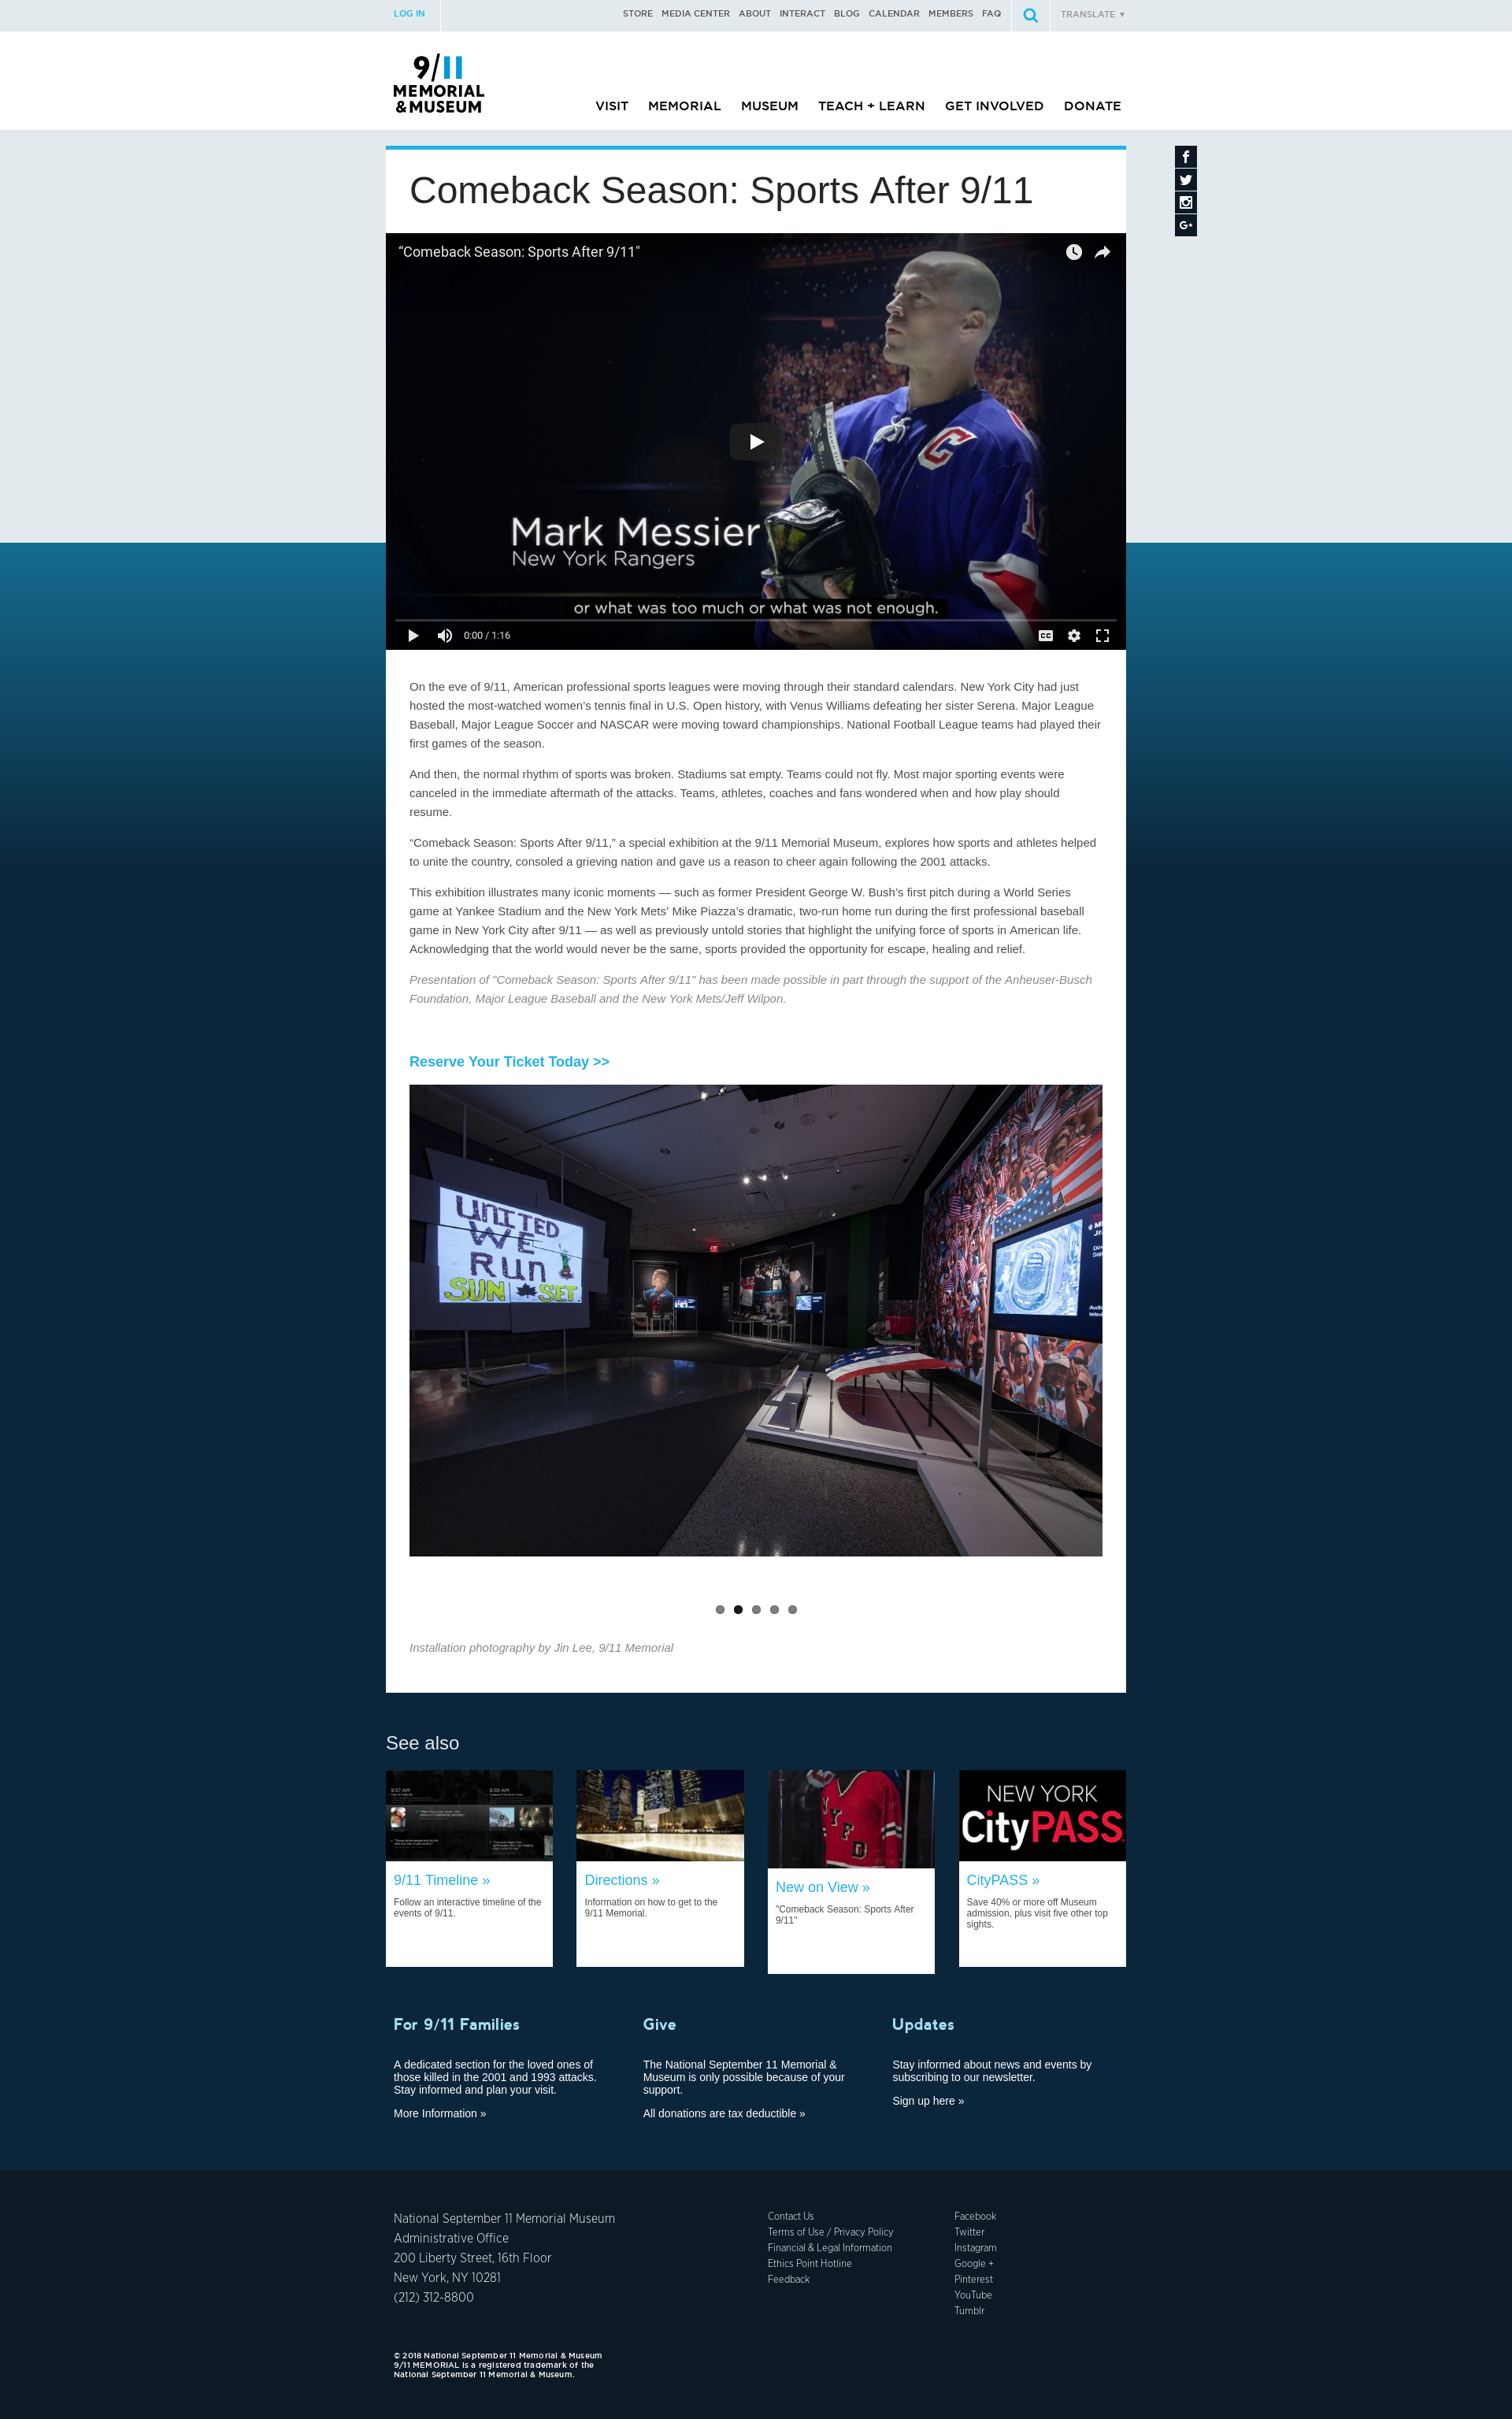 LOG IN
STORE MEDIA CENTER ABOUT INTERACT BLOG CALENDAR MEMBERS FAQ
TRANSLATE ▼
9/11
MEMORIAL
&MUSEUM
VISIT MEMORIAL MUSEUM TEACH + LEARN GET INVOLVED DONATE
Comeback Season: Sports After 9/11
“Comeback Season: Sports After 9/11"
C
Mark Messier
New York Rangers
or what was too much or what was not enough.
0:00 / 1:16
CC
On the eve of 9/11, American professional sports leagues were moving through their standard calendars. New York City had just
hosted the most-watched women’s tennis final in U.S. Open history, with Venus Williams defeating her sister Serena. Major League
Baseball, Major League Soccer and NASCAR were moving toward championships. National Football League teams had played their
first games of the season.
And then, the normal rhythm of sports was broken. Stadiums sat empty. Teams could not fly. Most major sporting events were
canceled in the immediate aftermath of the attacks. Teams, athletes, coaches and fans wondered when and how play should
resume.
“Comeback Season: Sports After 9/11,” a special exhibition at the 9/11 Memorial Museum, explores how sports and athletes helped
to unite the country, consoled a grieving nation and gave us a reason to cheer again following the 2001 attacks.
This exhibition illustrates many iconic moments — such as former President George W. Bush’s first pitch during a World Series
game at Yankee Stadium and the New York Mets’ Mike Piazza’s dramatic, two-run home run during the first professional baseball
game in New York City after 9/11 — as well as previously untold stories that highlight the unifying force of sports in American life.
Acknowledging that the world would never be the same, sports provided the opportunity for escape, healing and relief.
Presentation of "Comeback Season: Sports After 9/11" has been made possible in part through the support of the Anheuser-Busch
Foundation, Major League Baseball and the New York Mets/Jeff Wilpon.
Reserve Your Ticket Today >>
UNITED
WE
Run
SUN SET
Installation photography by Jin Lee, 9/11 Memorial
See also
8:57 AM
9:59 AM
NYFD
NEW YORK
CityPASS
9/11 Timeline »
Follow an interactive timeline of the
events of 9/11.
Directions »
Information on how to get to the
9/11 Memorial.
New on View »
"Comeback Season: Sports After
9/11"
CityPASS »
Save 40% or more off Museum
admission, plus visit five other top
sights.
For 9/11 Families
A dedicated section for the loved ones of
those killed in the 2001 and 1993 attacks.
Stay informed and plan your visit.
More Information »
Give
The National September 11 Memorial &
Museum is only possible because of your
support.
All donations are tax deductible »
Updates
Stay informed about news and events by
subscribing to our newsletter.
Sign up here »
National September 11 Memorial Museum
Administrative Office
200 Liberty Street, 16th Floor
New York, NY 10281
(212) 312-8800
Contact Us
Terms of Use / Privacy Policy
Financial & Legal Information
Ethics Point Hotline
Feedback
Facebook
Twitter
Instagram
Google +
Pinterest
YouTube
Tumblr
© 2018 National September 11 Memorial & Museum
9/11 MEMORIAL is a registered trademark of the
National September 11 Memorial & Museum.